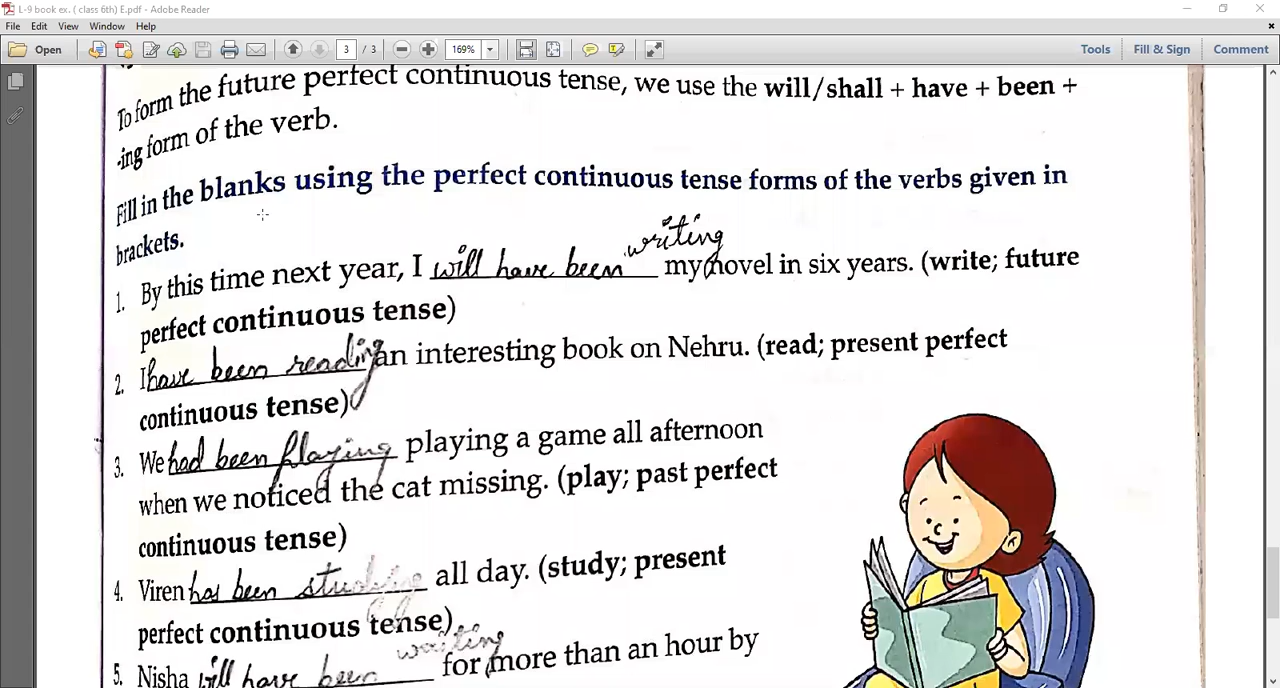 L-9 book ex. ( class 6th) E.pdf - Adobe Reader
File Edit View Window Help
Open 3 / 3 169% Tools Fill & Sign Comment
To form the future perfect continuous tense, we use the will/shall + have + been +
-ing form of the verb.
Fill in the blanks using the perfect continuous tense forms of the verbs given in
brackets.
1. By this time next year, I will have been writing my novel in six years. (write; future
perfect continuous tense)
2. I have been reading an interesting book on Nehru. (read; present perfect
continuous tense)
3. We had been playing playing a game all afternoon
when we noticed the cat missing. (play; past perfect
continuous tense)
4. Viren has been studying all day. (study; present
perfect continuous tense)
5. Nisha will have been waiting for more than an hour by